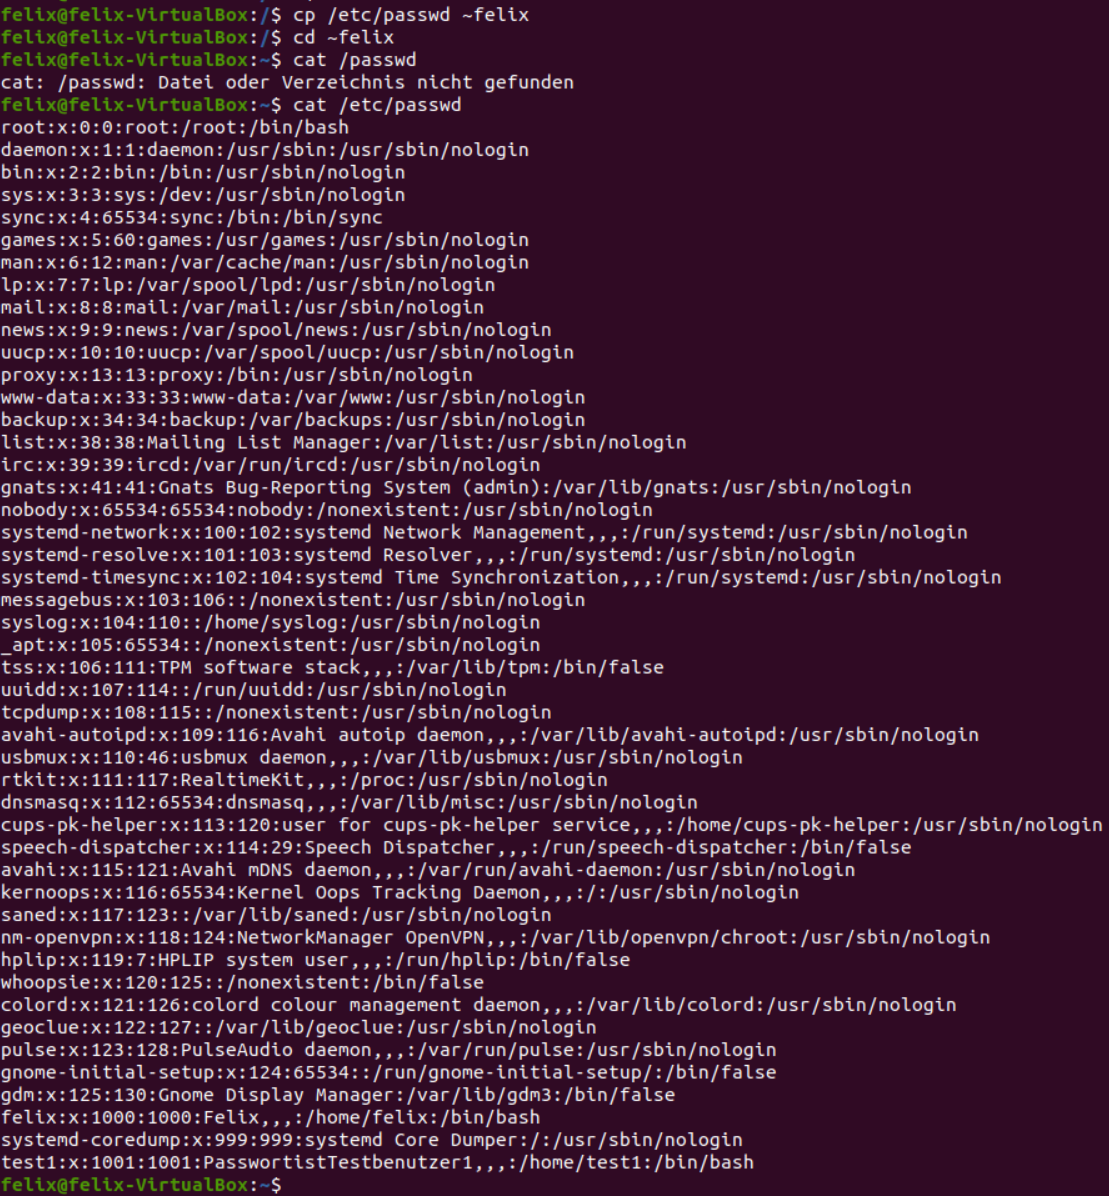 felix@felix-VirtualBox:/$ cp /etc/passwd ~felix
felix@felix-VirtualBox:/$ cd ~felix
felix@felix-VirtualBox:~$ cat /passwd
cat: /passwd: Datei oder Verzeichnis nicht gefunden
felix@felix-VirtualBox:~$ cat /etc/passwd
root:x:0:0:root:/root:/bin/bash
daemon:x:1:1:daemon:/usr/sbin:/usr/sbin/nologin
bin:x:2:2:bin:/bin:/usr/sbin/nologin
sys:x:3:3:sys:/dev:/usr/sbin/nologin
sync:x:4:65534:sync:/bin:/bin/sync
games:x:5:60:games:/usr/games:/usr/sbin/nologin
man:x:6:12:man:/var/cache/man:/usr/sbin/nologin
lp:x:7:7:lp:/var/spool/lpd:/usr/sbin/nologin
mail:x:8:8:mail:/var/mail:/usr/sbin/nologin
news:x:9:9:news:/var/spool/news:/usr/sbin/nologin
uucp:x:10:10:uucp:/var/spool/uucp:/usr/sbin/nologin
proxy:x:13:13:proxy:/bin:/usr/sbin/nologin
www-data:x:33:33:www-data:/var/www:/usr/sbin/nologin
backup:x:34:34:backup:/var/backups:/usr/sbin/nologin
list:x:38:38:Mailing List Manager:/var/list:/usr/sbin/nologin
irc:x:39:39:ircd:/var/run/ircd:/usr/sbin/nologin
gnats:x:41:41:Gnats Bug-Reporting System (admin):/var/lib/gnats:/usr/sbin/nologin
nobody:x:65534:65534:nobody:/nonexistent:/usr/sbin/nologin
systemd-network:x:100:102:systemd Network Management,,,:/run/systemd:/usr/sbin/nologin
systemd-resolve:x:101:103:systemd Resolver,,,:/run/systemd:/usr/sbin/nologin
systemd-timesync:x:102:104:systemd Time Synchronization,,,:/run/systemd:/usr/sbin/nologin
messagebus:x:103:106::/nonexistent:/usr/sbin/nologin
syslog:x:104:110::/home/syslog:/usr/sbin/nologin
_apt:x:105:65534::/nonexistent:/usr/sbin/nologin
tss:x:106:111:TPM software stack,,,:/var/lib/tpm:/bin/false
uuidd:x:107:114::/run/uuidd:/usr/sbin/nologin
tcpdump:x:108:115::/nonexistent:/usr/sbin/nologin
avahi-autoipd:x:109:116:Avahi autoip daemon,,,:/var/lib/avahi-autoipd:/usr/sbin/nologin
usbmux:x:110:46:usbmux daemon,,,:/var/lib/usbmux:/usr/sbin/nologin
rtkit:x:111:117:RealtimeKit,,,:/proc:/usr/sbin/nologin
dnsmasq:x:112:65534:dnsmasq,,,:/var/lib/misc:/usr/sbin/nologin
cups-pk-helper:x:113:120:user for cups-pk-helper service,,,:/home/cups-pk-helper:/usr/sbin/nologin
speech-dispatcher:x:114:29:Speech Dispatcher,,,:/run/speech-dispatcher:/bin/false
avahi:x:115:121:Avahi mDNS daemon,,,:/var/run/avahi-daemon:/usr/sbin/nologin
kernoops:x:116:65534:Kernel Oops Tracking Daemon,,,:/:/usr/sbin/nologin
saned:x:117:123::/var/lib/saned:/usr/sbin/nologin
nm-openvpn:x:118:124:NetworkManager OpenVPN,,,:/var/lib/openvpn/chroot:/usr/sbin/nologin
hplip:x:119:7:HPLIP system user,,,:/run/hplip:/bin/false
whoopsie:x:120:125::/nonexistent:/bin/false
colord:x:121:126:colord colour management daemon,,,:/var/lib/colord:/usr/sbin/nologin
geoclue:x:122:127::/var/lib/geoclue:/usr/sbin/nologin
pulse:x:123:128:PulseAudio daemon,,,:/var/run/pulse:/usr/sbin/nologin
gnome-initial-setup:x:124:65534::/run/gnome-initial-setup/:/bin/false
gdm:x:125:130:Gnome Display Manager:/var/lib/gdm3:/bin/false
felix:x:1000:1000:Felix,,,:/home/felix:/bin/bash
systemd-coredump:x:999:999:systemd Core Dumper:/:/usr/sbin/nologin
test1:x:1001:1001:PasswortistTestbenutzer1,,,:/home/test1:/bin/bash
felix@felix-VirtualBox:~$